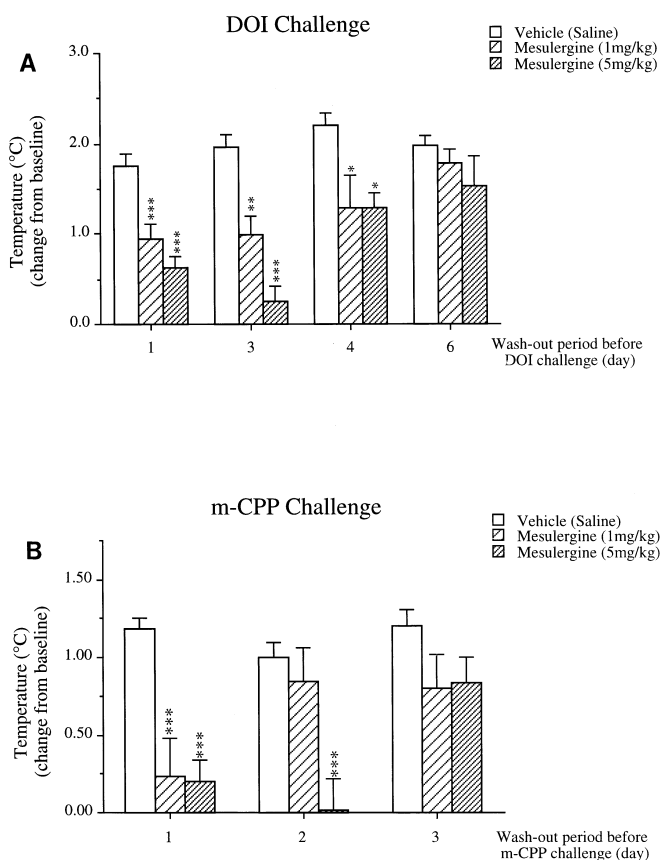 DOI Challenge
A
Vehicle (Saline)
Mesulergine (1mg/kg)
Mesulergine (5mg/kg)
Temperature (°C)
(change from baseline)
3.0
2.0
1.0
0.0
***
***
**
***
*
*
1
3
4
6
Wash-out period before
DOI challenge (day)
m-CPP Challenge
B
Vehicle (Saline)
Mesulergine (1mg/kg)
Mesulergine (5mg/kg)
Temperature (°C)
(change from baseline)
1.50
1.00
0.50
0.00
***
***
***
1
2
3
Wash-out period before
m-CPP challenge (day)